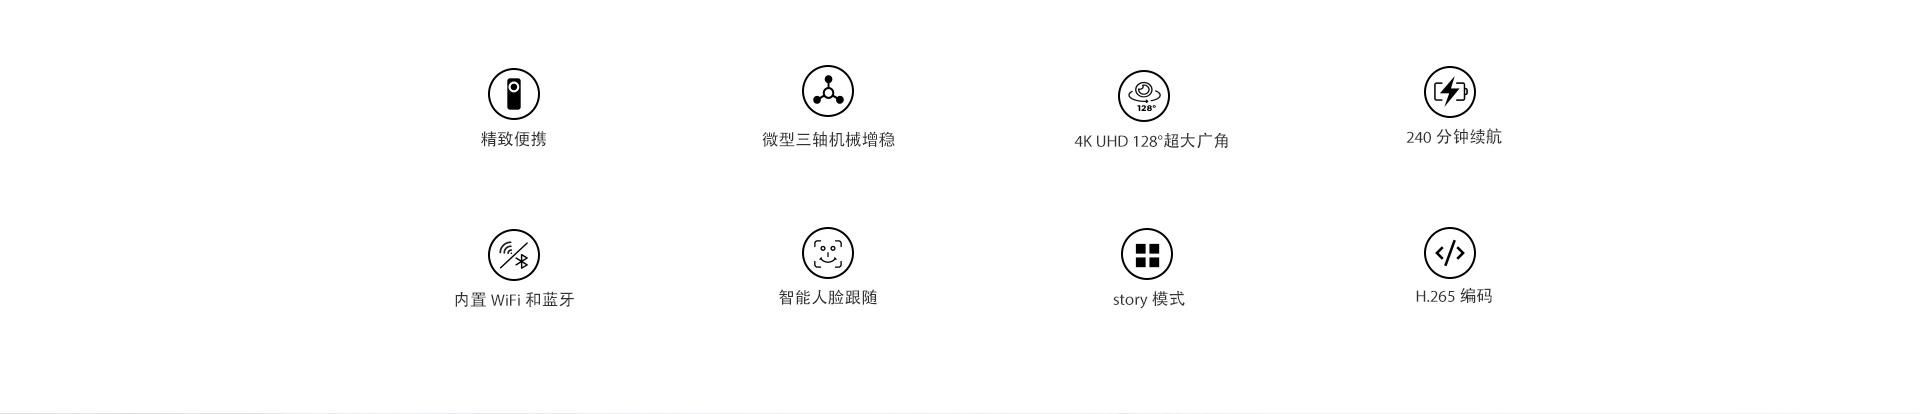 精致便携
微型三轴机械增稳
128°
4K UHD 128°超大广角
240 分钟续航
内置 WiFi 和蓝牙
智能人脸跟随
story 模式
H.265 编码